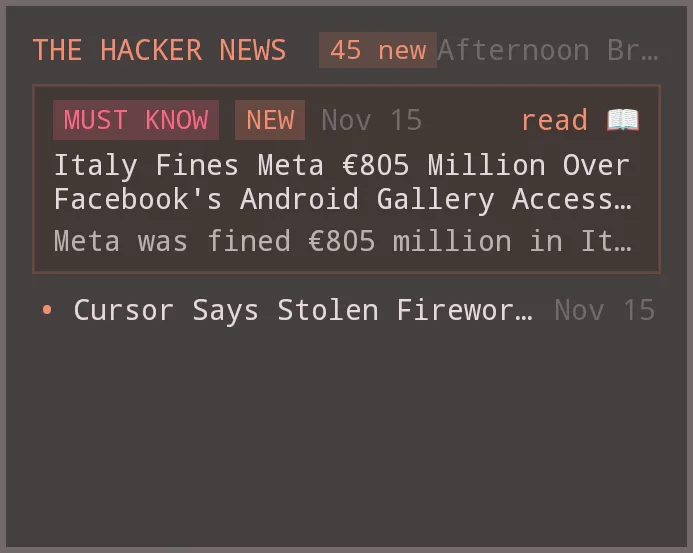 THE HACKER NEWS 45 new Afternoon Br…
MUST KNOW NEW Nov 15 read 📖
Italy Fines Meta €805 Million Over
Facebook's Android Gallery Access…
Meta was fined €805 million in It…
• Cursor Says Stolen Firewor… Nov 15